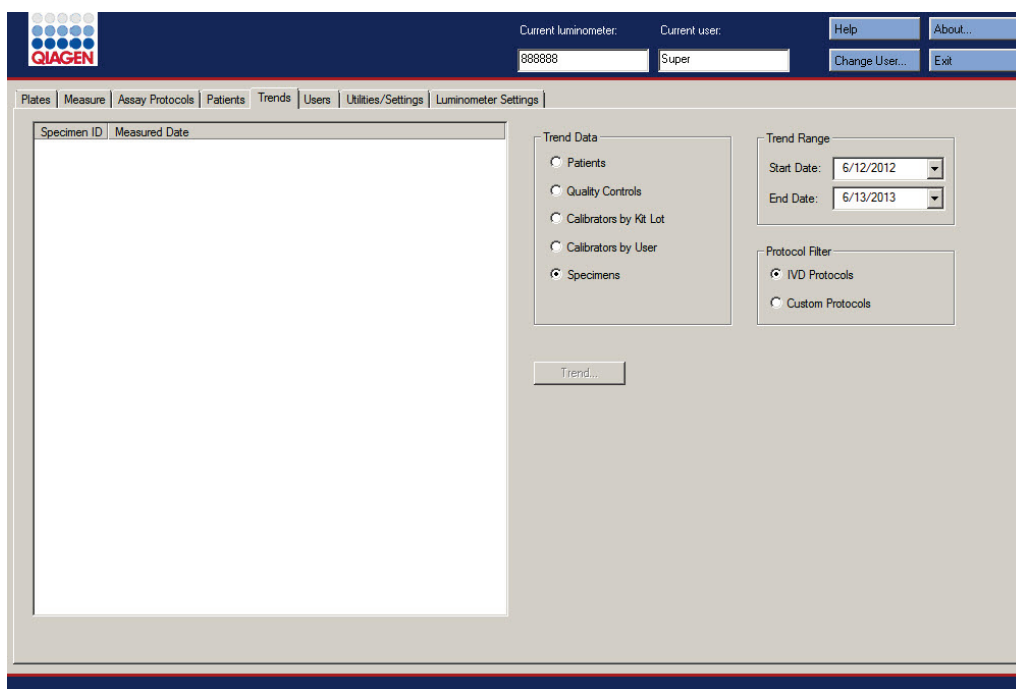 QIAGEN
Current luminometer: Current user:
888888 Super
Help About...
Change User... Exit
Plates Measure Assay Protocols Patients Trends Users Utilities/Settings Luminometer Settings
Specimen ID Measured Date
Trend Data
Patients
Quality Controls
Calibrators by Kit Lot
Calibrators by User
Specimens
Trend Range
Start Date: 6/12/2012
End Date: 6/13/2013
Protocol Filter
IVD Protocols
Custom Protocols
Trend...